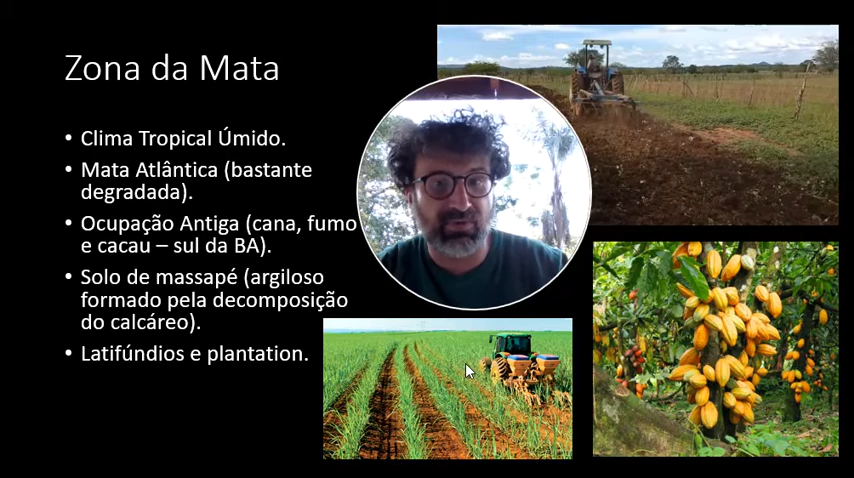 Zona da Mata
• Clima Tropical Úmido.
• Mata Atlântica (bastante
degradada).
• Ocupação Antiga (cana, fumo
e cacau – sul da BA).
• Solo de massapé (argiloso
formado pela decomposição
do calcáreo).
• Latifúndios e plantation.